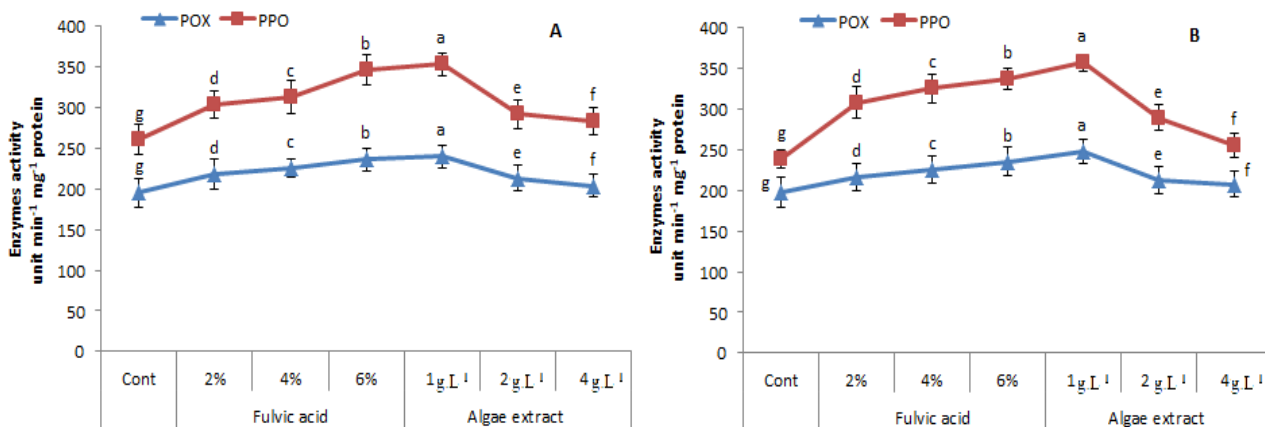 POX PPO
A
Enzymes activity
unit min-1 mg-1 protein
400
350
300
250
200
150
100
50
0
g d c b a e f
g d c b a e f
Cont 2% 4% 6% 1g.L-1 2 g.L-1 4g.L-1
Fulvic acid Algae extract
POX PPO
B
Enzymes activity
unit min-1 mg-1 protein
400
350
300
250
200
150
100
50
0
g d c b a e f
g d c b a e f
Cont 2% 4% 6% 1g.L-1 2 g.L-1 4g.L-1
Fulvic acid Algae extract